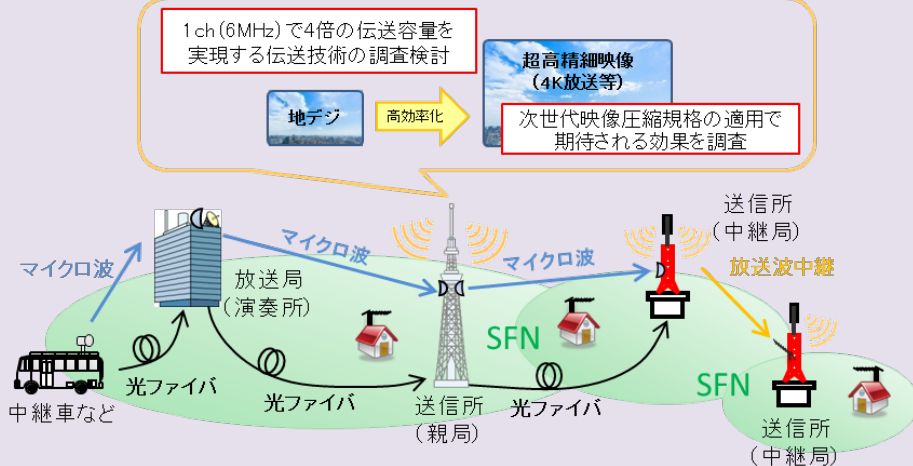 1ch(6MHz)で4倍の伝送容量を
実現する伝送技術の調査検討
超高精細映像
(4K放送等)
地デジ
高効率化
次世代映像圧縮規格の適用で
期待される効果を調査
送信所
(中継局)
マイクロ波
マイクロ波
マイクロ波
放送波中継
放送局
(演奏所)
SFN
SFN
光ファイバ
光ファイバ
光ファイバ
中継車など
送信所
(親局)
送信所
(中継局)